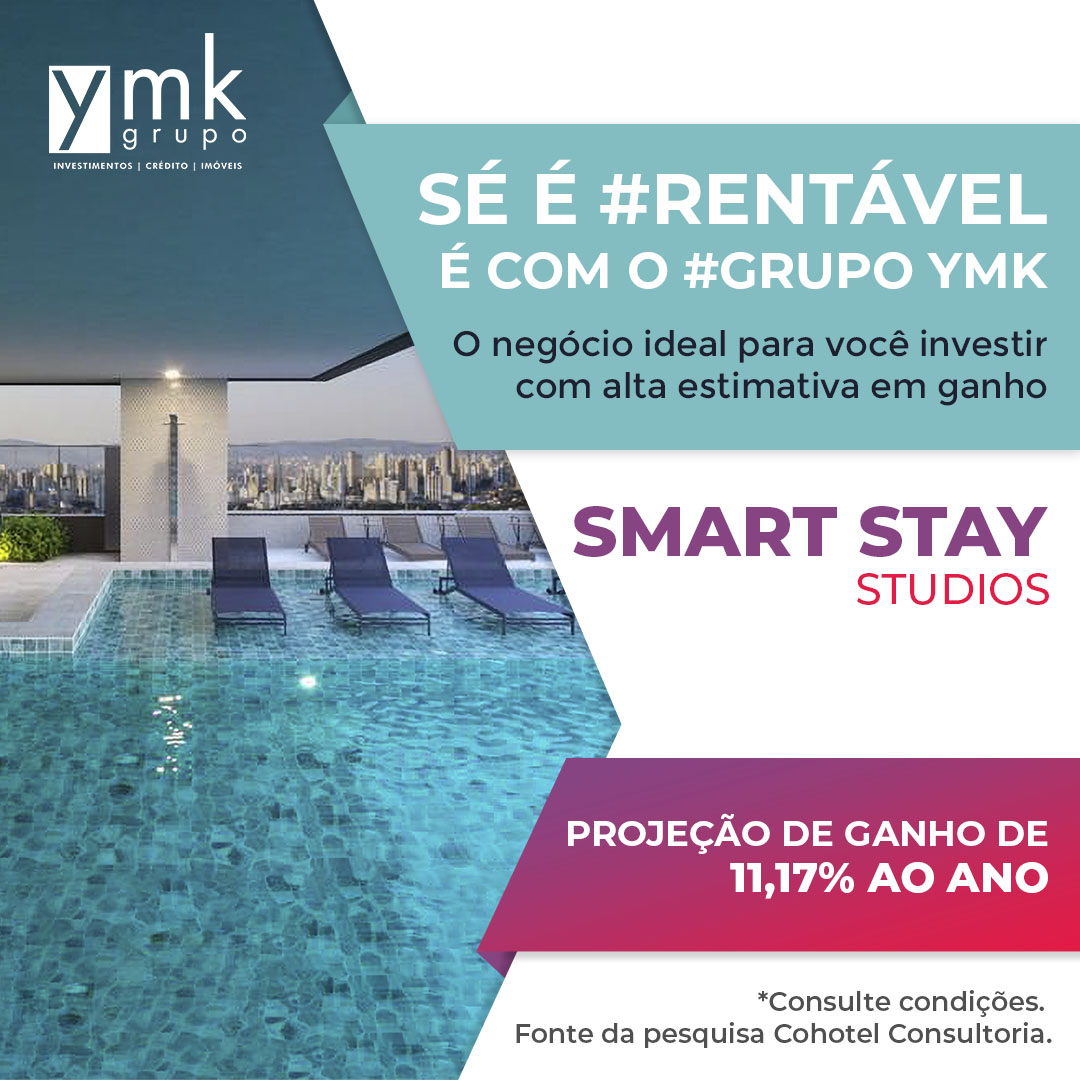 ymk
grupo
INVESTIMENTOS | CRÉDITO | IMÓVEIS
SÉ É #RENTÁVEL
É COM O #GRUPO YMK
O negócio ideal para você investir
com alta estimativa em ganho
SMART STAY
STUDIOS
PROJEÇÃO DE GANHO DE
11,17% AO ANO
*Consulte condições.
Fonte da pesquisa Cohotel Consultoria.